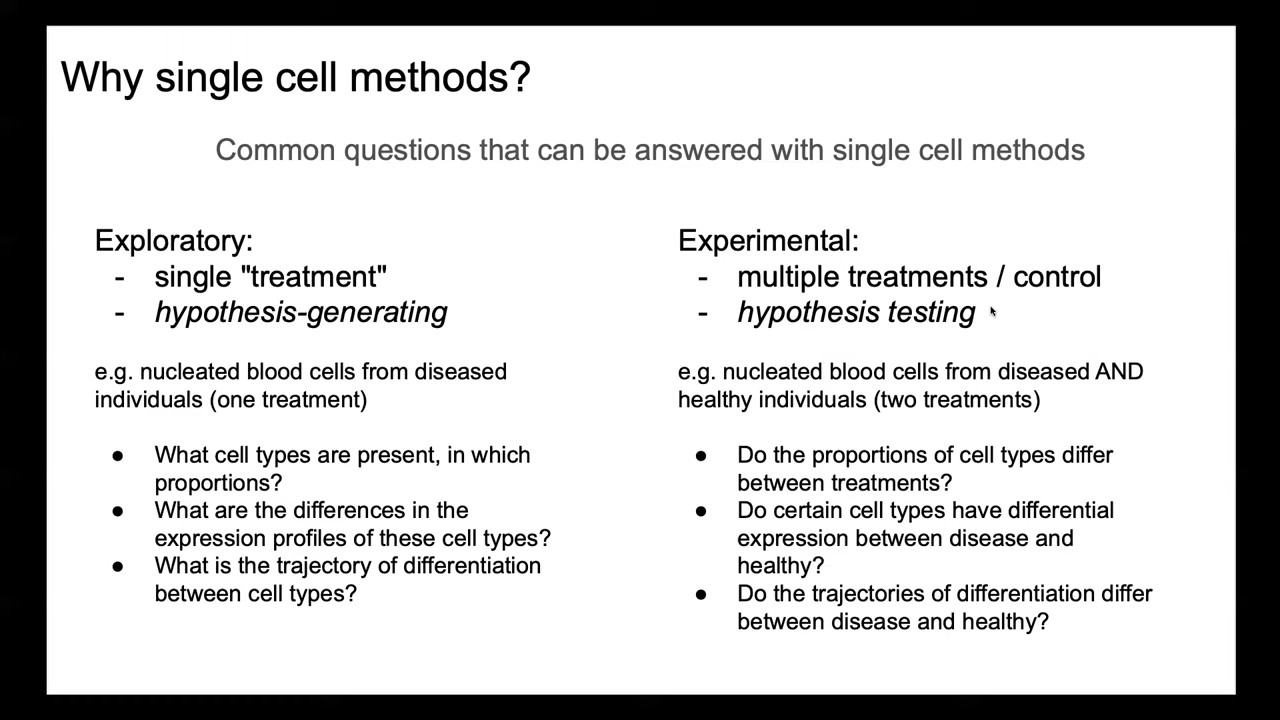 Why single cell methods?
Common questions that can be answered with single cell methods
Exploratory:
- single "treatment"
- hypothesis-generating
e.g. nucleated blood cells from diseased
individuals (one treatment)
● What cell types are present, in which
proportions?
● What are the differences in the
expression profiles of these cell types?
● What is the trajectory of differentiation
between cell types?
Experimental:
- multiple treatments / control
- hypothesis testing
e.g. nucleated blood cells from diseased AND
healthy individuals (two treatments)
● Do the proportions of cell types differ
between treatments?
● Do certain cell types have differential
expression between disease and
healthy?
● Do the trajectories of differentiation differ
between disease and healthy?